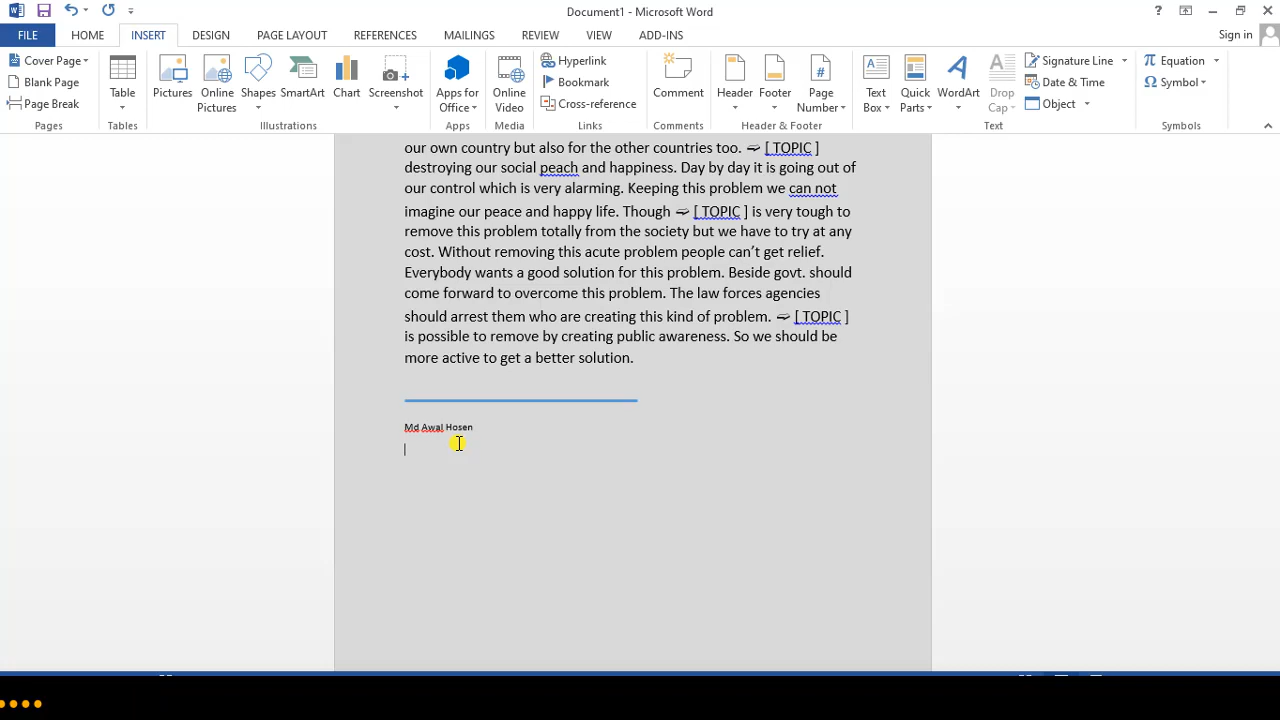 Document1 - Microsoft Word
?
FILE HOME INSERT DESIGN PAGE LAYOUT REFERENCES MAILINGS REVIEW VIEW ADD-INS Sign in
Cover Page
Blank Page
Page Break
Table
Pictures
Online Pictures
Shapes
SmartArt
Chart
Screenshot
Apps for Office
Online Video
Hyperlink
Bookmark
Cross-reference
Comment
Header
Footer
Page Number
Text Box
Quick Parts
WordArt
Drop Cap
Signature Line
Date & Time
Object
Equation
Symbol
Pages Tables Illustrations Apps Media Links Comments Header & Footer Text Symbols
our own country but also for the other countries too. ➫ [ TOPIC ]
destroying our social peach and happiness. Day by day it is going out of
our control which is very alarming. Keeping this problem we can not
imagine our peace and happy life. Though ➫ [ TOPIC ] is very tough to
remove this problem totally from the society but we have to try at any
cost. Without removing this acute problem people can’t get relief.
Everybody wants a good solution for this problem. Beside govt. should
come forward to overcome this problem. The law forces agencies
should arrest them who are creating this kind of problem. ➫ [ TOPIC ]
is possible to remove by creating public awareness. So we should be
more active to get a better solution.
Md Awal Hosen